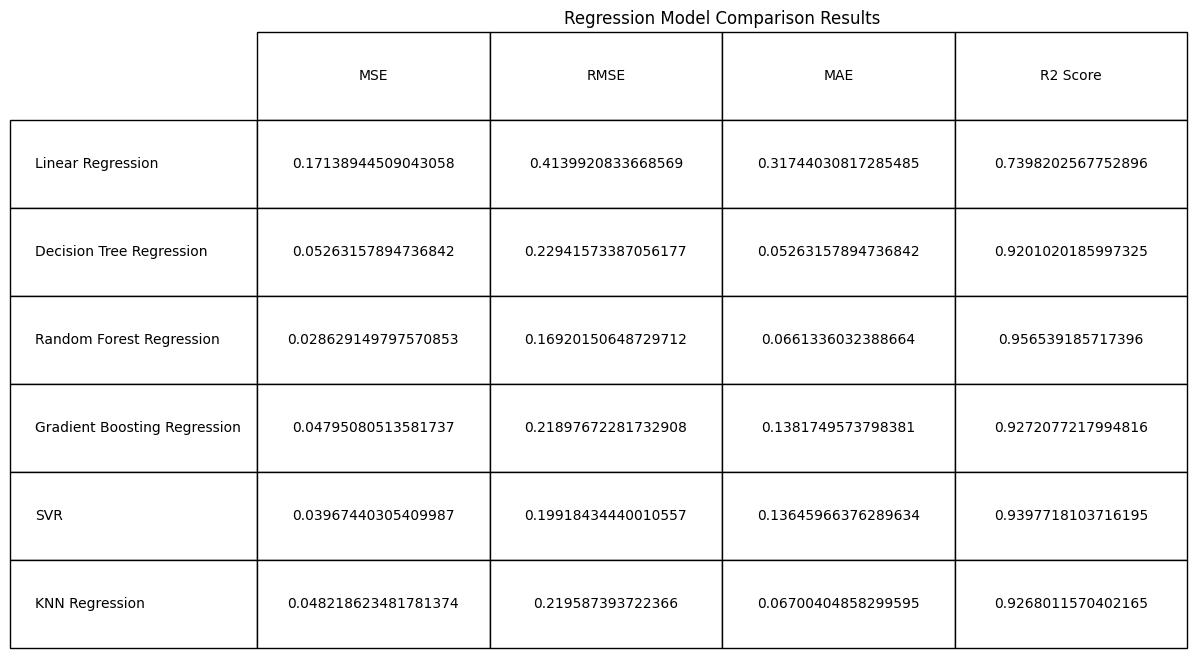 Regression Model Comparison Results
MSE RMSE MAE R2 Score
Linear Regression 0.17138944509043058 0.4139920833668569 0.31744030817285485 0.7398202567752896
Decision Tree Regression 0.05263157894736842 0.22941573387056177 0.05263157894736842 0.9201020185997325
Random Forest Regression 0.028629149797570853 0.16920150648729712 0.0661336032388664 0.956539185717396
Gradient Boosting Regression 0.04795080513581737 0.21897672281732908 0.1381749573798381 0.9272077217994816
SVR 0.03967440305409987 0.19918434440010557 0.13645966376289634 0.9397718103716195
KNN Regression 0.048218623481781374 0.219587393722366 0.06700404858299595 0.9268011570402165